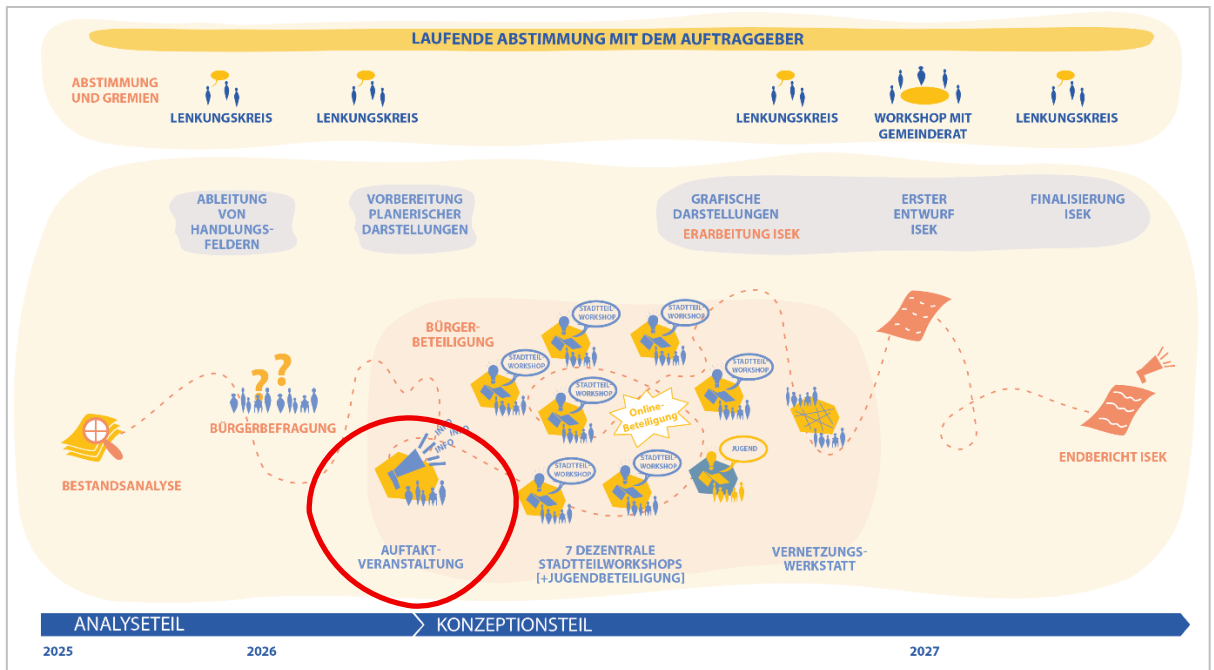 LAUFENDE ABSTIMMUNG MIT DEM AUFTRAGGEBER
ABSTIMMUNG
UND GREMIEN
LENKUNGSKREIS
LENKUNGSKREIS
LENKUNGSKREIS
WORKSHOP MIT
GEMEINDERAT
LENKUNGSKREIS
ABLEITUNG
VON
HANDLUNGS-
FELDERN
VORBEREITUNG
PLANERISCHER
DARSTELLUNGEN
GRAFISCHE
DARSTELLUNGEN
ERARBEITUNG ISEK
ERSTER
ENTWURF
ISEK
FINALISIERUNG
ISEK
BÜRGER-
BETEILIGUNG
STADTTEIL-
WORKSHOP
STADTTEIL-
WORKSHOP
STADTTEIL-
WORKSHOP
STADTTEIL-
WORKSHOP
STADTTEIL-
WORKSHOP
Online-
Beteiligung
? ?
BÜRGERBEFRAGUNG
INFO
INFO
INFO
STADTTEIL-
WORKSHOP
STADTTEIL-
WORKSHOP
JUGEND
BESTANDSANALYSE
ENDBERICHT ISEK
AUFTAKT-
VERANSTALTUNG
7 DEZENTRALE
STADTTEILWORKSHOPS
[+JUGENDBETEILIGUNG]
VERNETZUNGS-
WERKSTATT
ANALYSETEIL
KONZEPTIONSTEIL
2025
2026
2027